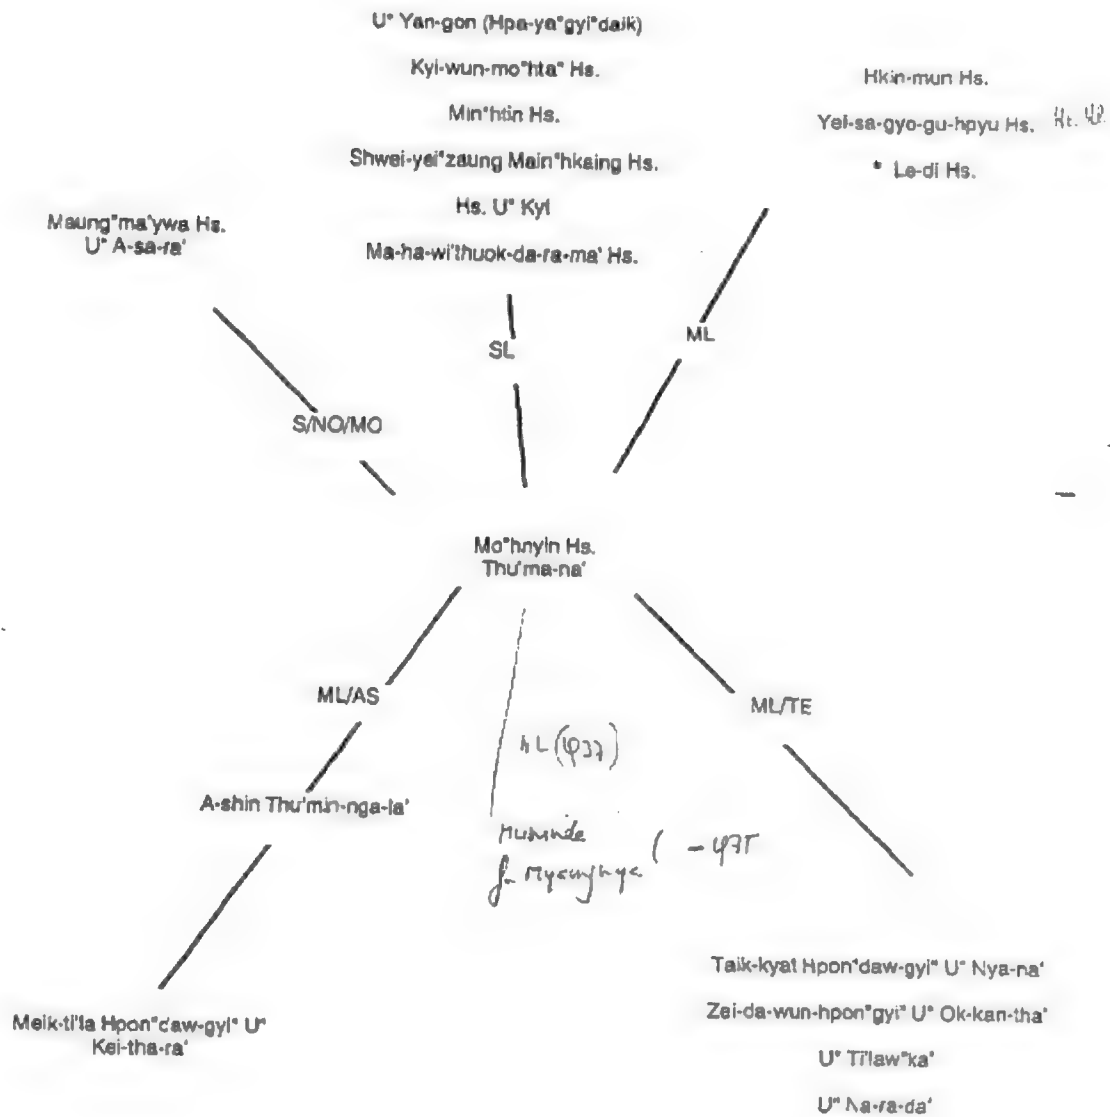 U" Yan-gon (Hpa-ya"gyi"daik)
Kyi-wun-mo"hta" Hs.
Min"htin Hs.
Shwei-yei"zaung Main"hkaing Hs.
Hs. U" Kyi
Ma-ha-wi'thuok-da-ra-ma' Hs.
Hkin-mun Hs.
Yei-sa-gyo-gu-hpyu Hs.
* Le-di Hs.
Maung"ma'ywa Hs.
U" A-sa-ra'
SL
ML
S/NO/MO
Mo"hnyin Hs.
Thu'ma-na'
ML/AS
ML/TE
A-shin Thu'min-nga-la'
Taik-kyat Hpon"daw-gyi" U" Nya-na'
Zei-da-wun-hpon"gyi" U" Ok-kan-tha'
U" Ti'law"ka'
U" Na-ra-da'
Meik-ti'la Hpon"daw-gyi" U"
Kei-tha-ra'